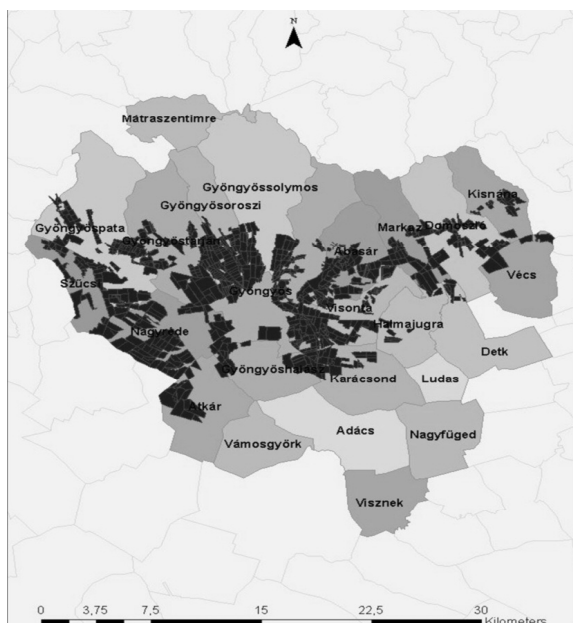 N
Mátraszentimre
Kisnána
Gyöngyössolymos
Gyöngyösoroszi
Gyöngyöspata
Markaz
Domoszló
Gyöngyöstarján
Abasár
Vécs
Szűcsi
Gyöngyös
Visonta
Halmajugra
Nagyréde
Detk
Gyöngyöshalász
Karácsond
Ludas
Atkár
Adács
Nagyfüged
Vámosgyörk
Visznek
0 3,75 7,5 15 22,5 30
Kilometers